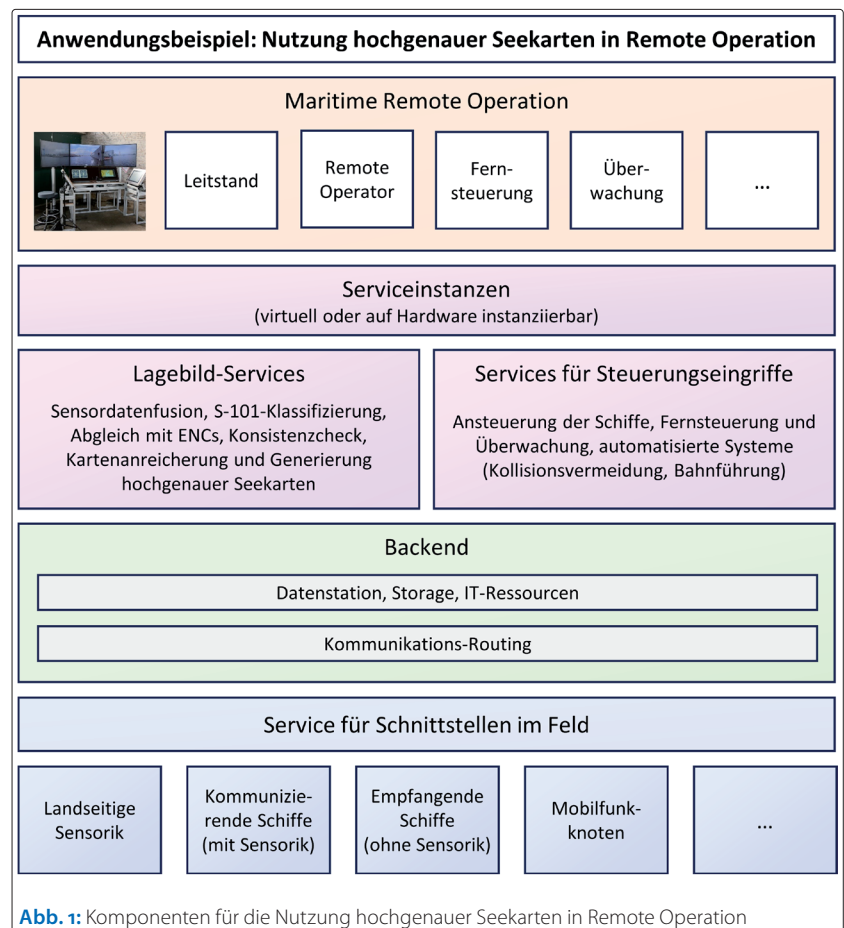 Anwendungsbeispiel: Nutzung hochgenauer Seekarten in Remote Operation
Maritime Remote Operation
Leitstand
Remote
Operator
Fern-
steuerung
Über-
wachung
...
Serviceinstanzen
(virtuell oder auf Hardware instanziierbar)
Lagebild-Services
Sensordatenfusion, S-101-Klassifizierung,
Abgleich mit ENCs, Konsistenzcheck,
Kartenanreicherung und Generierung
hochgenauer Seekarten
Services für Steuerungseingriffe
Ansteuerung der Schiffe, Fernsteuerung und
Überwachung, automatisierte Systeme
(Kollisionsvermeidung, Bahnführung)
Backend
Datenstation, Storage, IT-Ressourcen
Kommunikations-Routing
Service für Schnittstellen im Feld
Landseitige
Sensorik
Kommunizie-
rende Schiffe
(mit Sensorik)
Empfangende
Schiffe
(ohne Sensorik)
Mobilfunk-
knoten
...
Abb. 1: Komponenten für die Nutzung hochgenauer Seekarten in Remote Operation